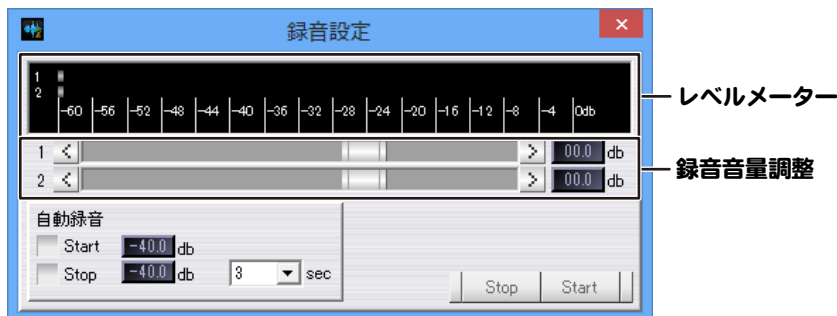 録音設定
1
2
-60 -56 -52 -48 -44 -40 -36 -32 -28 -24 -20 -16 -12 -8 -4 0db
レベルメーター
1 < > 00.0 db
2 < > 00.0 db
録音音量調整
自動録音
Start -40.0 db
Stop -40.0 db 3 sec
Stop Start